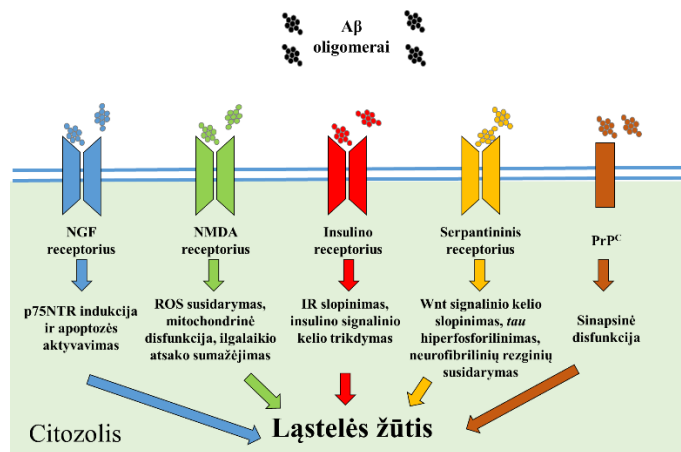 Aβ
oligomerai
NGF
receptorius
NMDA
receptorius
Insulino
receptorius
Serpantininis
receptorius
PrPᶜ
p75NTR indukcija
ir apoptozės
aktyvavimas
ROS susidarymas,
mitochondrinė
disfunkcija, ilgalaikio
atsako sumažėjimas
IR slopinimas,
insulino signalinio
kelio trikdymas
Wnt signalinio kelio
slopinimas, tau
hiperfosforilinimas,
neurofibrilinių rezginių
susidarymas
Sinapsinė
disfunkcija
Citozolis
Ląstelės žūtis